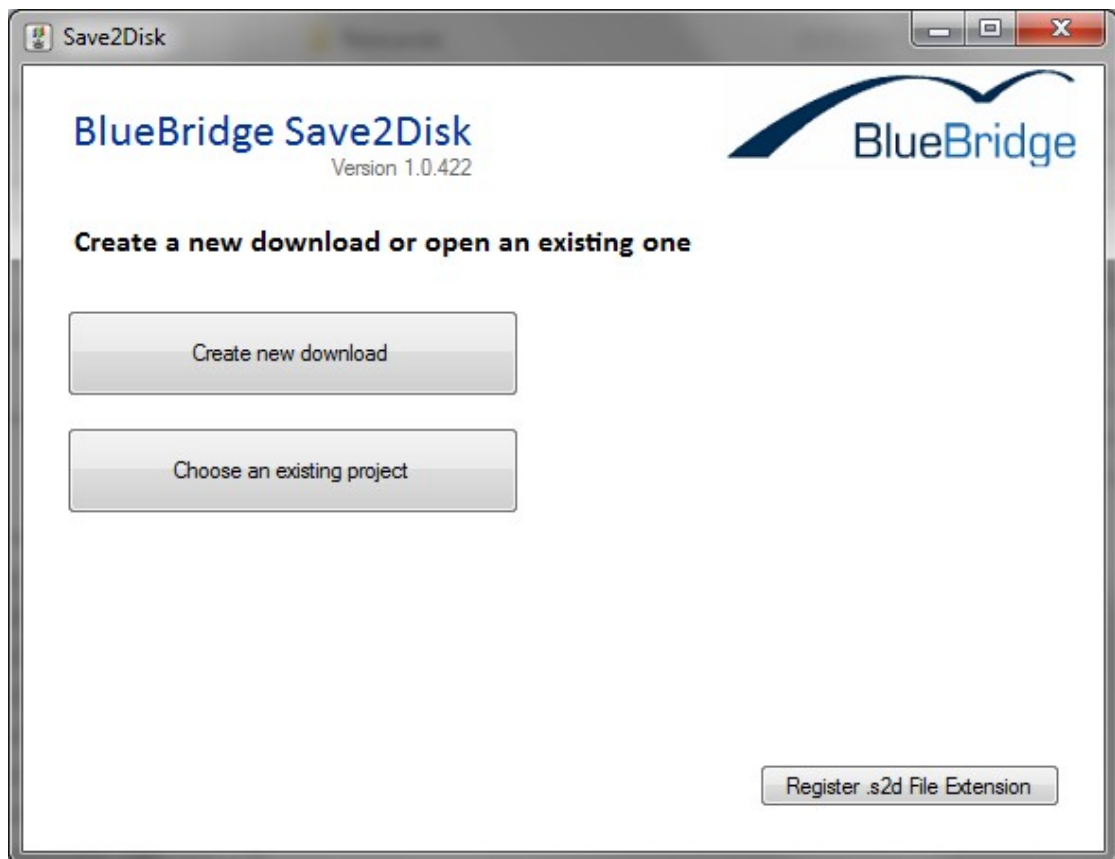 Save2Disk
BlueBridge Save2Disk
Version 1.0.422
BlueBridge
Create a new download or open an existing one
Create new download
Choose an existing project
Register .s2d File Extension